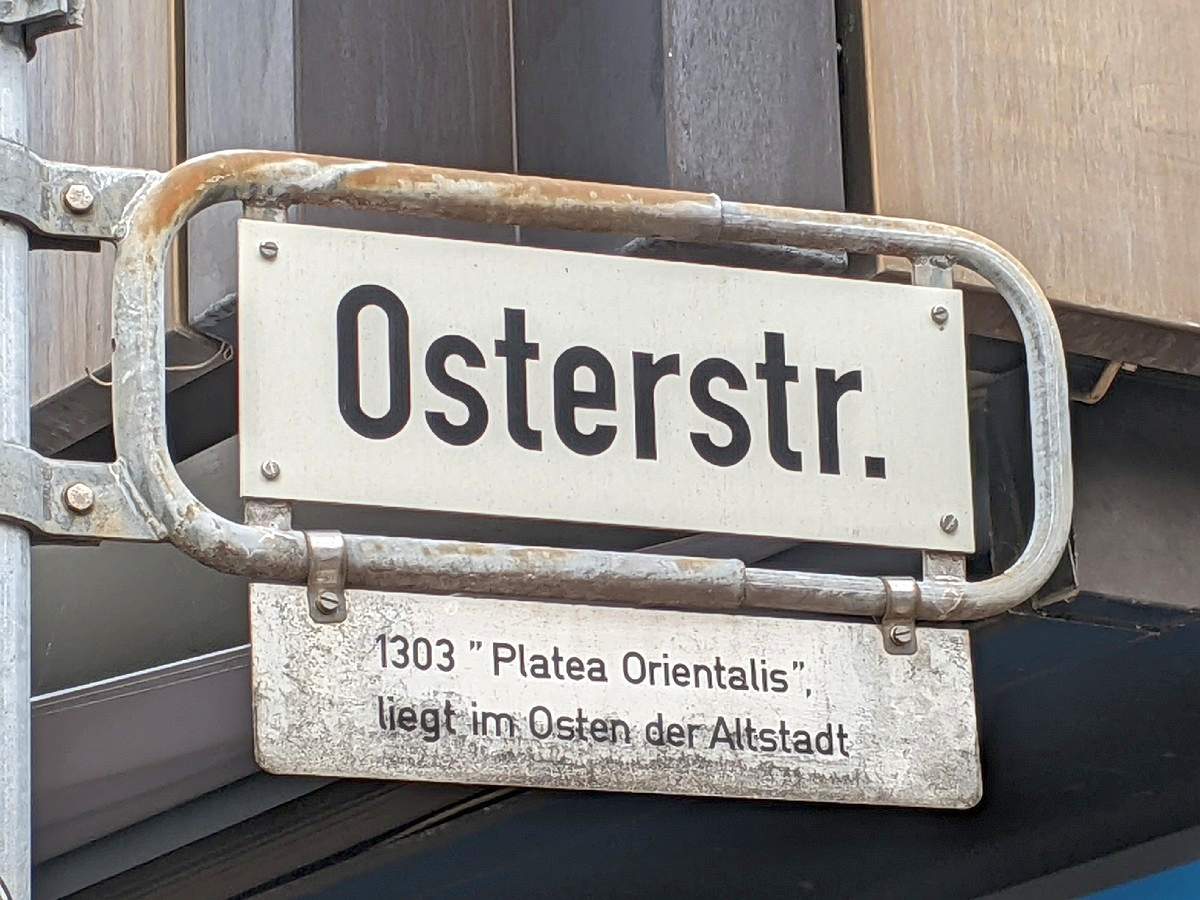 Osterstr.
1303 ”Platea Orientalis”,
liegt im Osten der Altstadt